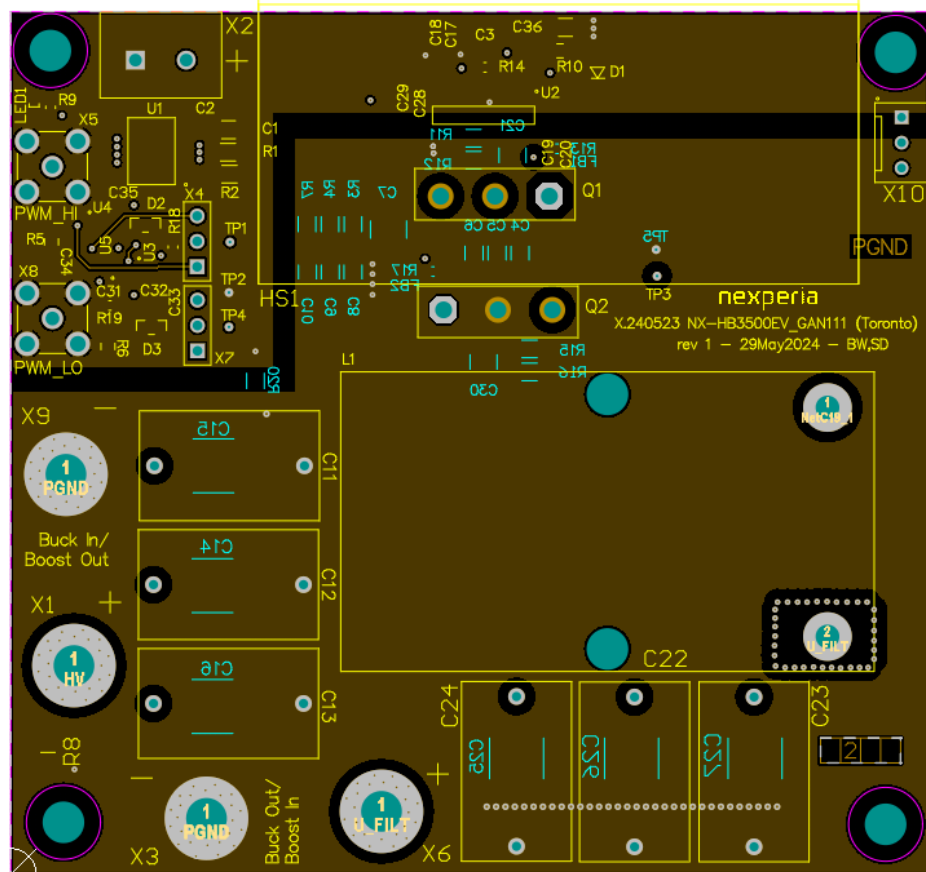 X2
+
C18
C17
C3
C36
R14
R10
D1
LED1
R9
U1
C2
C29
C28
U2
X5
C1
R11
C21
R1
C19
C20
R13
FB1
R12
R2
X4
C35
D2
R7
R4
R3
C7
Q1
X10
PWM_HI
U4
R18
R5
U5
U3
TP1
C6
C5
C4
TP5
PGND
C34
X8
R17
FB2
TP2
TP3
C31
C32
C33
HS1
C10
C9
C8
Q2
nexperia
R19
TP4
X.240523 NX-HB3500EV_GAN111 (Toronto)
rev 1 - 29May2024 - BW,SD
PWM_LO
R6
D3
X7
R15
R16
L1
R20
C30
X9
−
1
NetC19_1
C15
C11
1
PGND
Buck In/
Boost Out
C14
C12
X1
+
2
U_FILT
1
HV
C16
C22
C13
C24
C23
−
R8
C25
C26
C27
2
−
+
1
PGND
1
U_FILT
Buck Out/
Boost In
X3
X6